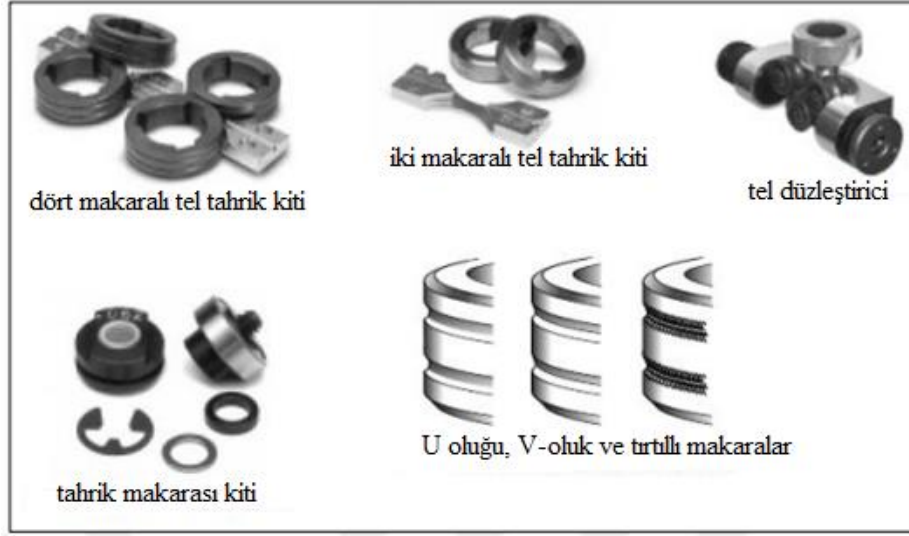 dört makaralı tel tahrik kiti
iki makaralı tel tahrik kiti
tel düzleştirici
tahrik makarası kiti
U oluğu, V-oluk ve tırtıllı makaralar